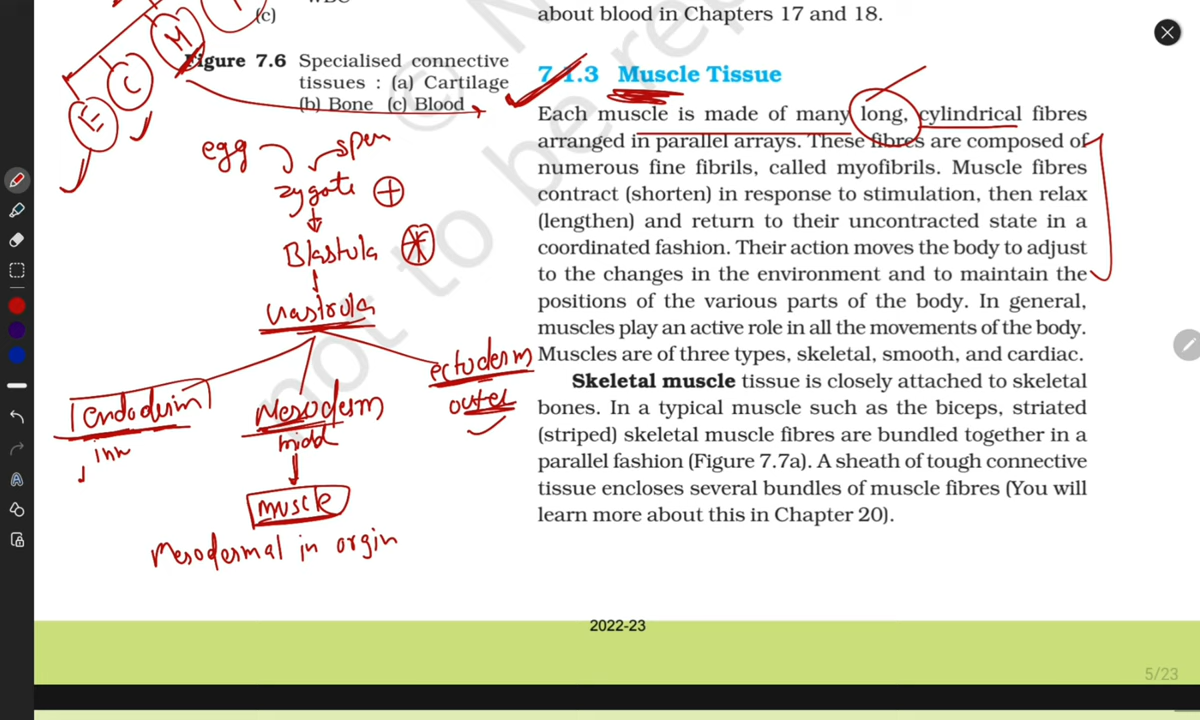 (c)
M
C
E
Figure 7.6 Specialised connective
tissues : (a) Cartilage
(b) Bone (c) Blood
egg
sperm
zygote
Blastula
Gastrula
endoderm
inn
Mesoderm
midd
ectoderm
outer
muscle
Mesodermal in orgin
about blood in Chapters 17 and 18.
7.1.3 Muscle Tissue
Each muscle is made of many long, cylindrical fibres
arranged in parallel arrays. These fibres are composed of
numerous fine fibrils, called myofibrils. Muscle fibres
contract (shorten) in response to stimulation, then relax
(lengthen) and return to their uncontracted state in a
coordinated fashion. Their action moves the body to adjust
to the changes in the environment and to maintain the
positions of the various parts of the body. In general,
muscles play an active role in all the movements of the body.
Muscles are of three types, skeletal, smooth, and cardiac.
Skeletal muscle tissue is closely attached to skeletal
bones. In a typical muscle such as the biceps, striated
(striped) skeletal muscle fibres are bundled together in a
parallel fashion (Figure 7.7a). A sheath of tough connective
tissue encloses several bundles of muscle fibres (You will
learn more about this in Chapter 20).
2022-23
5/23